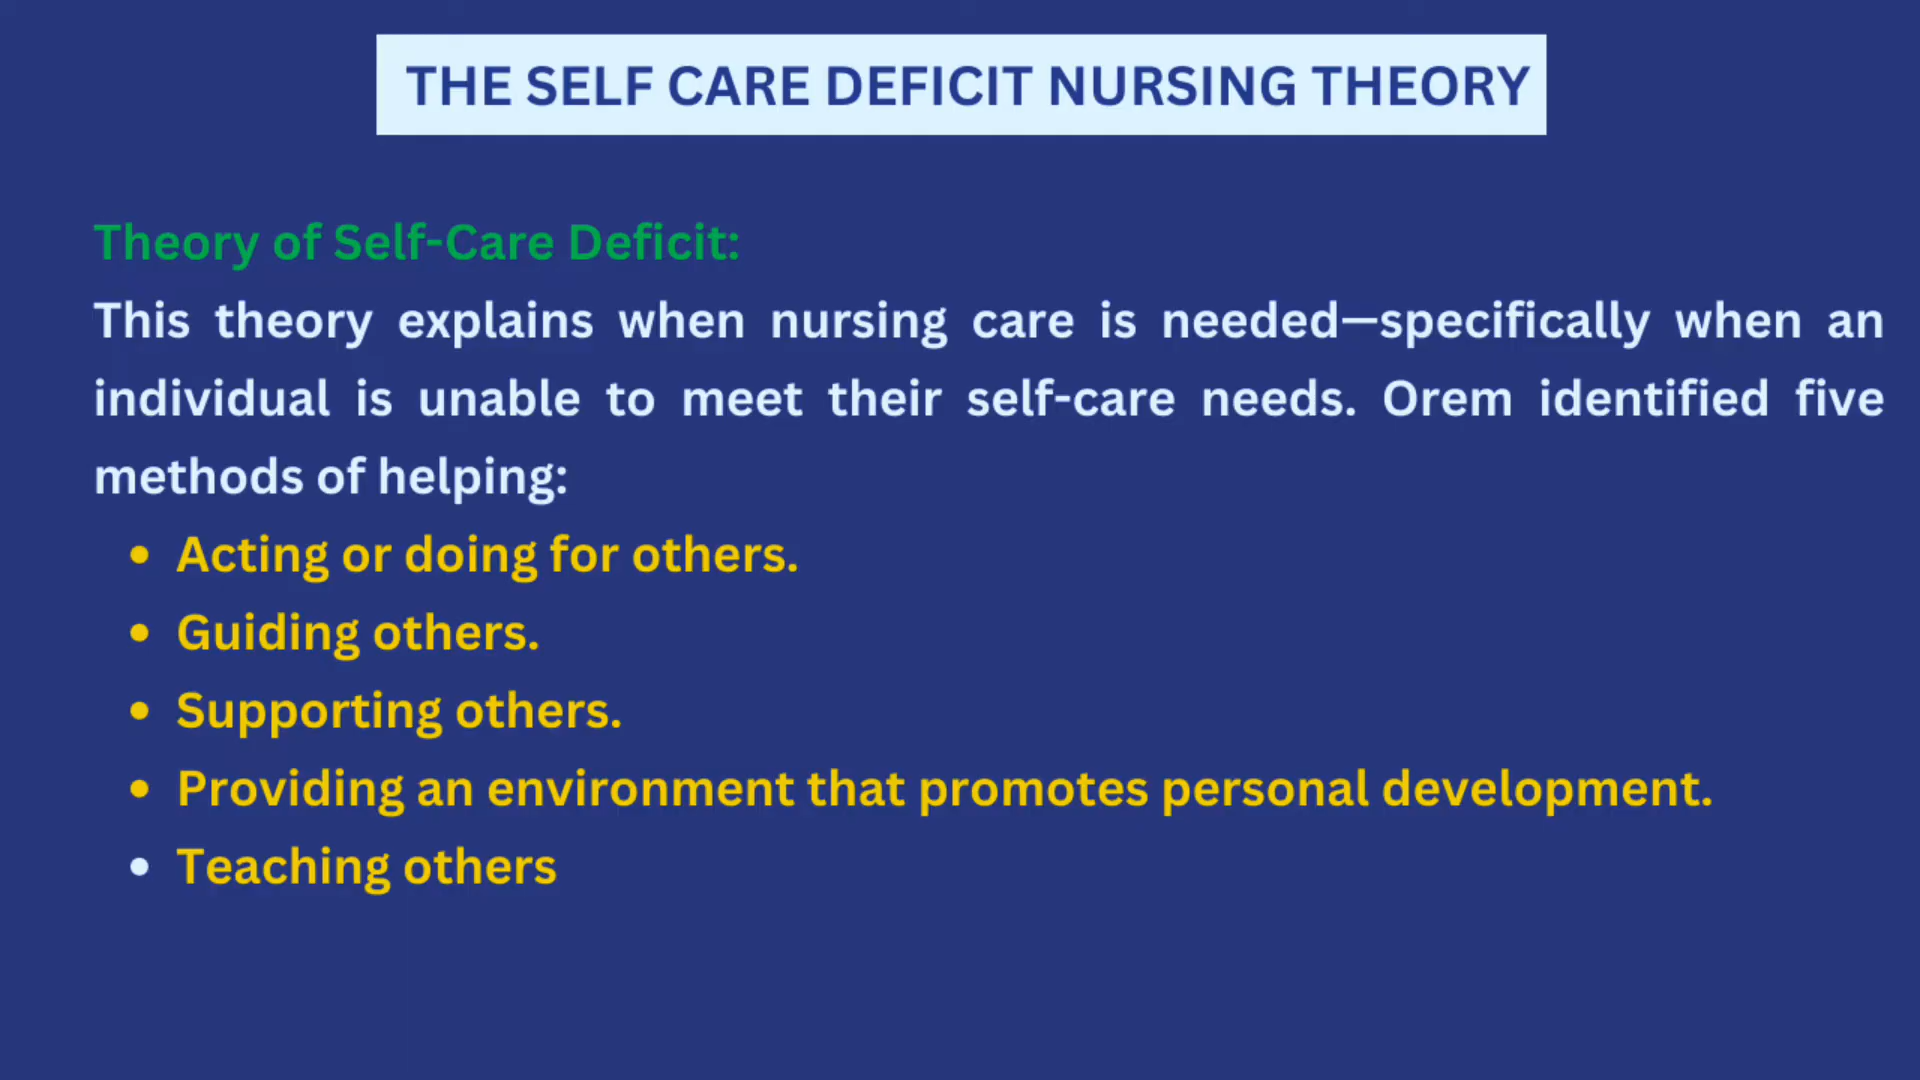 THE SELF CARE DEFICIT NURSING THEORY
Theory of Self-Care Deficit:
This theory explains when nursing care is needed—specifically when an
individual is unable to meet their self-care needs. Orem identified five
methods of helping:
• Acting or doing for others.
• Guiding others.
• Supporting others.
• Providing an environment that promotes personal development.
• Teaching others